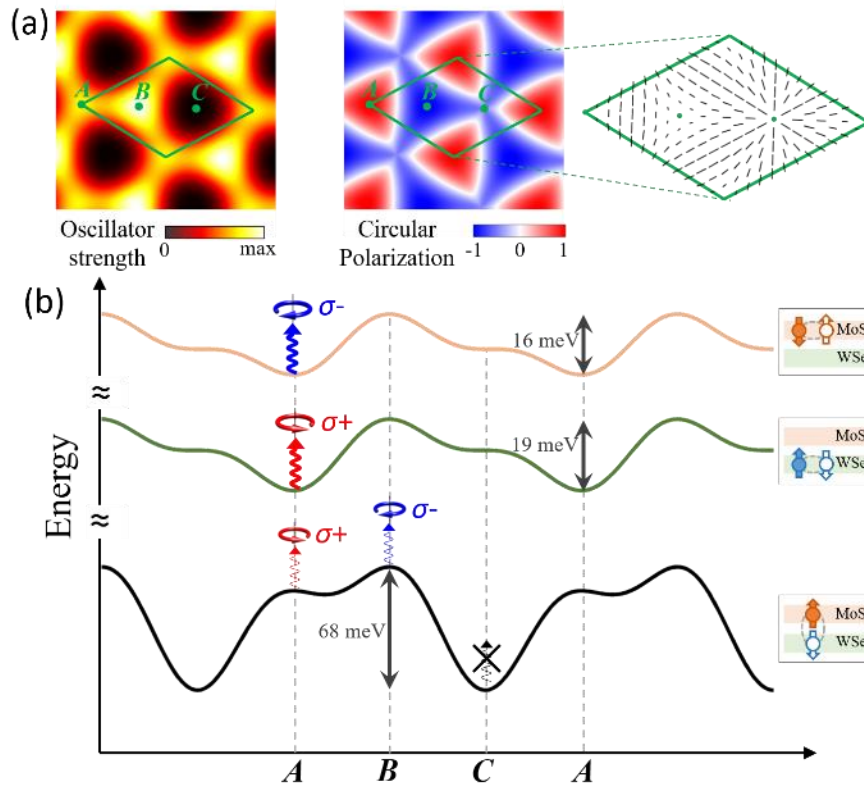 (a)
A B C
A B C
Oscillator
strength
0 max
Circular
Polarization
-1 0 1
(b)
σ-
16 meV
MoS
WSe
σ+
19 meV
MoS
WSe
σ-
σ+
68 meV
MoS
WSe
Energy
≈
≈
A B C A